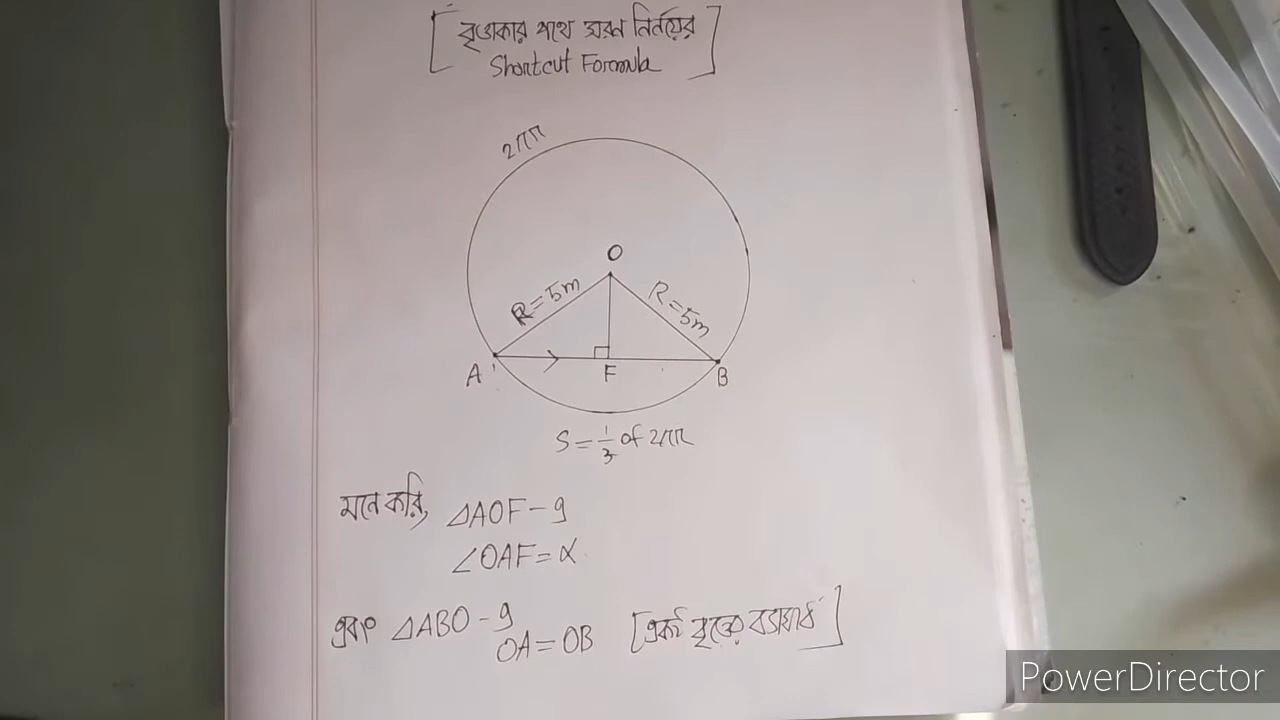 [বৃত্তাকার পথে সরণ নির্ণয়ের
Shortcut Formula]
2πr
O
R=5m
R=5m
A
F
B
S=1/3 of 2πr
মনে করি, △AOF-এ
∠OAF=α
এবং △ABO-এ
OA=OB [একই বৃত্তের ব্যাসার্ধ]
PowerDirector